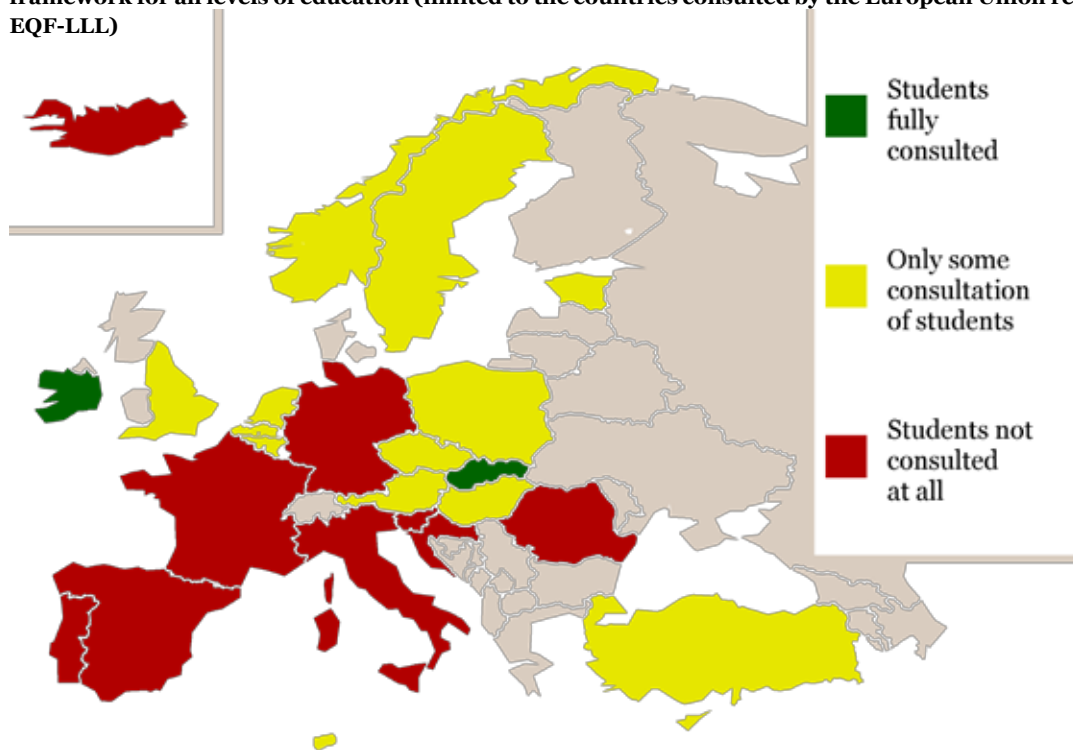 framework for all levels of education (limited to the countries consulted by the European Union
EQF-LLL)
Students
fully
consulted
Only some
consultation
of students
Students not
consulted
at all